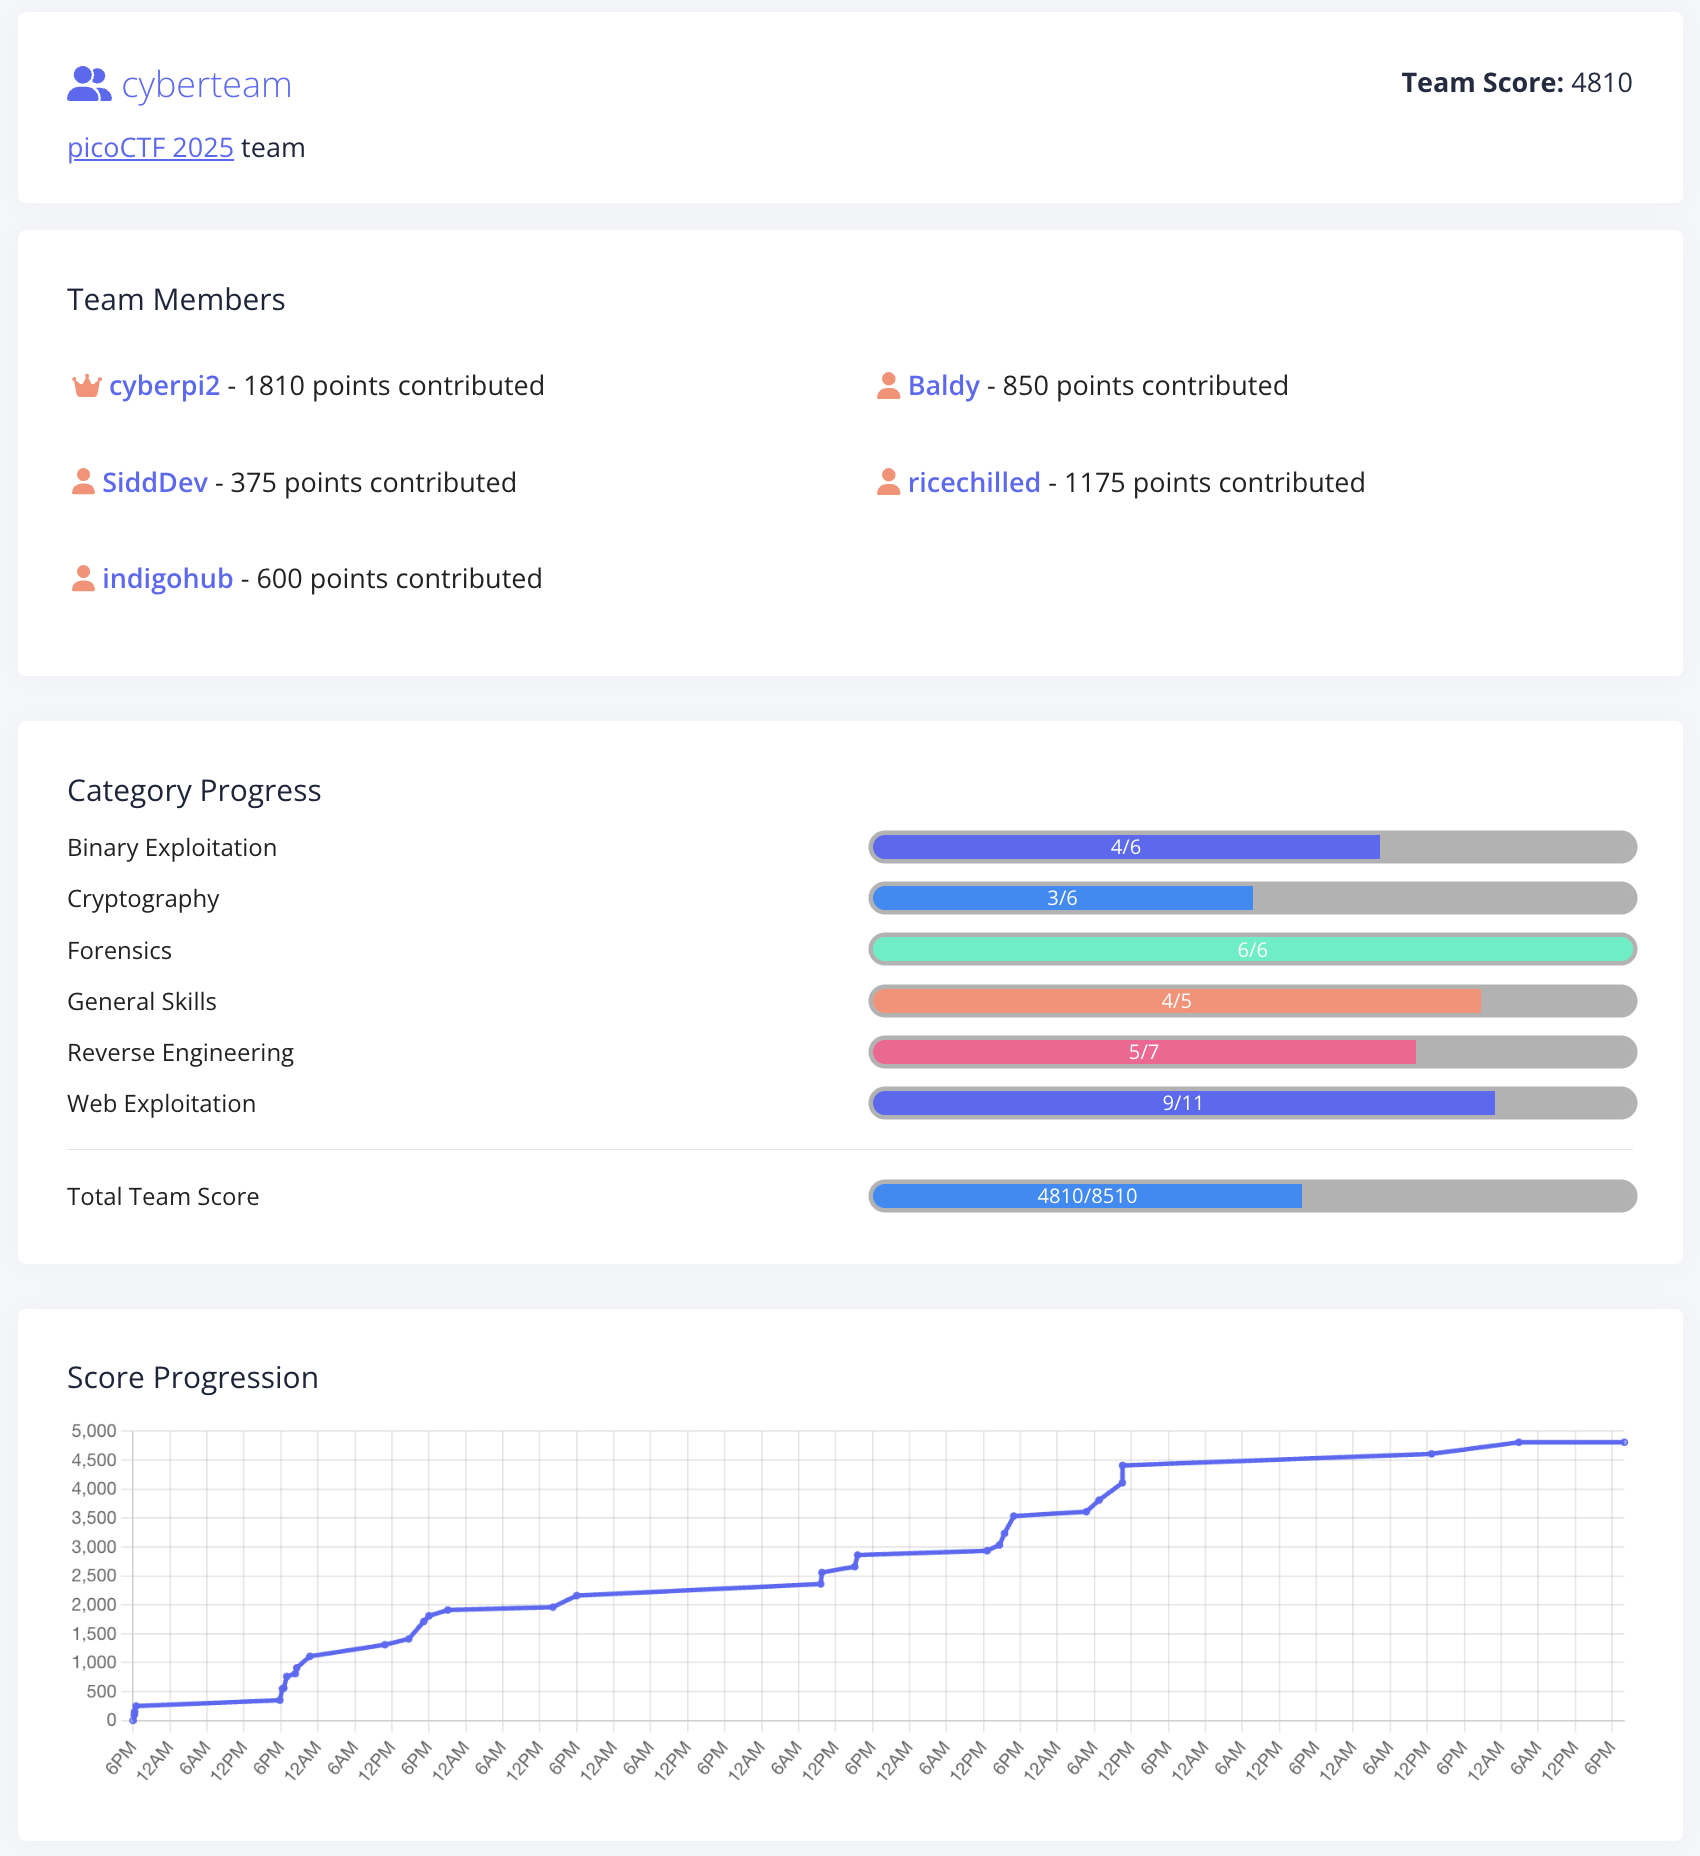 cyberteam
Team Score: 4810
picoCTF 2025 team
Team Members
cyberpi2 - 1810 points contributed
Baldy - 850 points contributed
SiddDev - 375 points contributed
ricechilled - 1175 points contributed
indigohub - 600 points contributed
Category Progress
Binary Exploitation 4/6
Cryptography 3/6
Forensics 6/6
General Skills 4/5
Reverse Engineering 5/7
Web Exploitation 9/11
Total Team Score 4810/8510
Score Progression
5,000
4,500
4,000
3,500
3,000
2,500
2,000
1,500
1,000
500
0
6PM 12AM 6AM 12PM 6PM 12AM 6AM 12PM 6PM 12AM 6AM 12PM 6PM 12AM 6AM 12PM 6PM 12AM 6AM 12PM 6PM 12AM 6AM 12PM 6PM 12AM 6AM 12PM 6PM 12AM 6AM 12PM 6PM 12AM 6AM 12PM 6PM 12AM 6AM 12PM 6PM